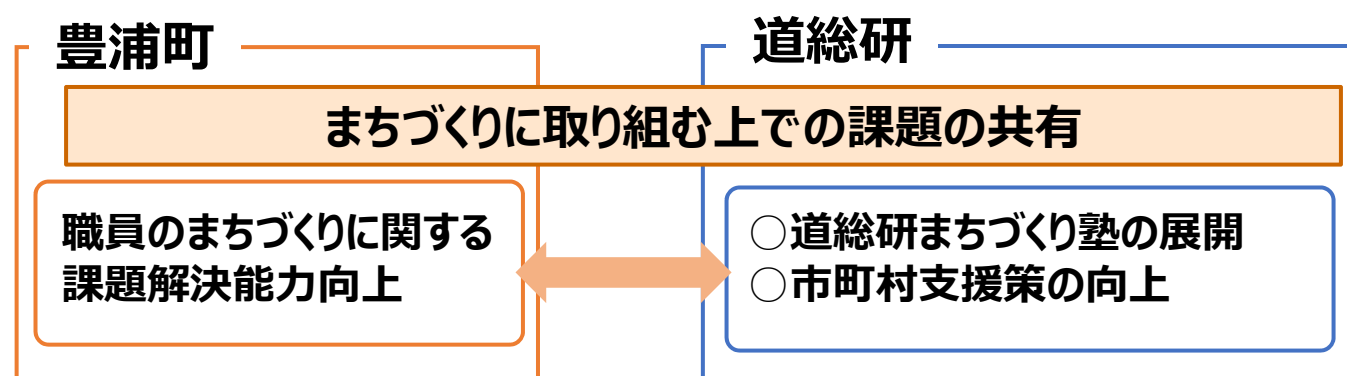 豊浦町
道総研
まちづくりに取り組む上での課題の共有
職員のまちづくりに関する
課題解決能力向上
○道総研まちづくり塾の展開
○市町村支援策の向上